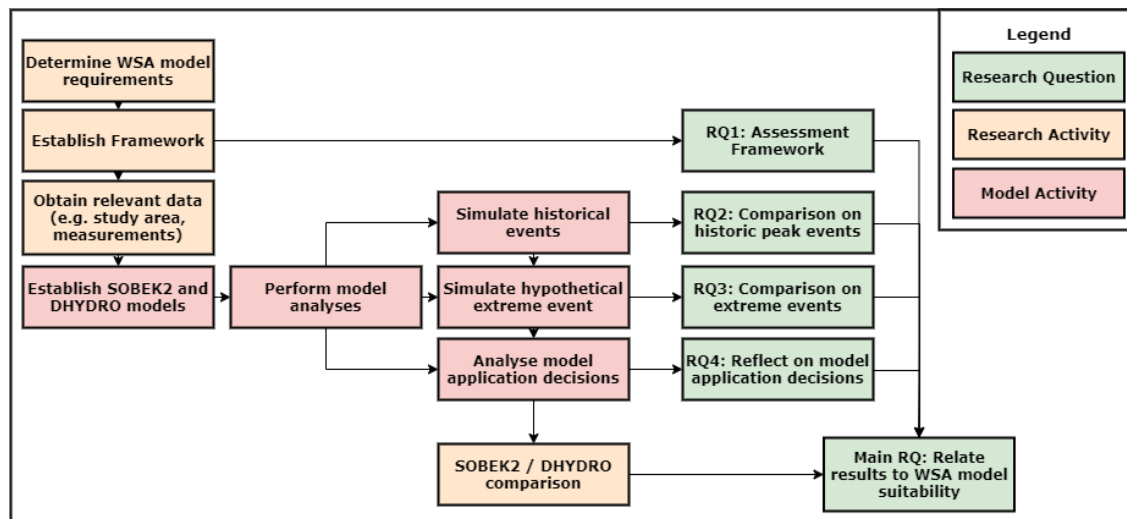 Determine WSA model
requirements
Establish Framework
Obtain relevant data
(e.g. study area,
measurements)
Establish SOBEK2 and
DHYDRO models
Perform model
analyses
Simulate historical
events
Simulate hypothetical
extreme event
Analyse model
application decisions
SOBEK2 / DHYDRO
comparison
RQ1: Assessment
Framework
RQ2: Comparison on
historic peak events
RQ3: Comparison on
extreme events
RQ4: Reflect on model
application decisions
Main RQ: Relate
results to WSA model
suitability
Legend
Research Question
Research Activity
Model Activity